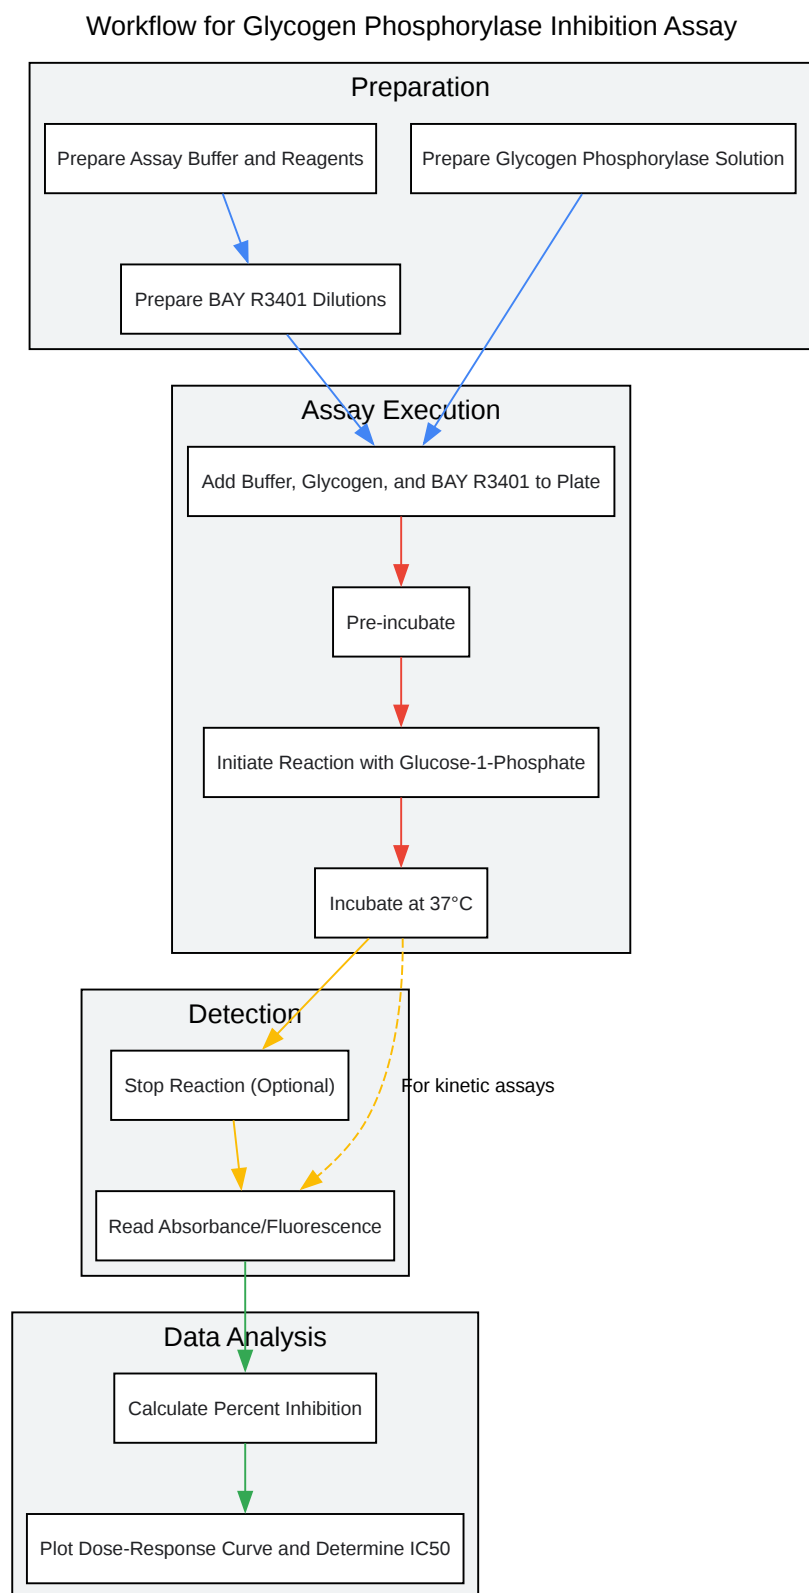 Workflow for Glycogen Phosphorylase Inhibition Assay
Preparation
Prepare Assay Buffer and Reagents
Prepare Glycogen Phosphorylase Solution
Prepare BAY R3401 Dilutions
Assay Execution
Add Buffer, Glycogen, and BAY R3401 to Plate
Pre-incubate
Initiate Reaction with Glucose-1-Phosphate
Incubate at 37°C
Detection
Stop Reaction (Optional)
For kinetic assays
Read Absorbance/Fluorescence
Data Analysis
Calculate Percent Inhibition
Plot Dose-Response Curve and Determine IC50